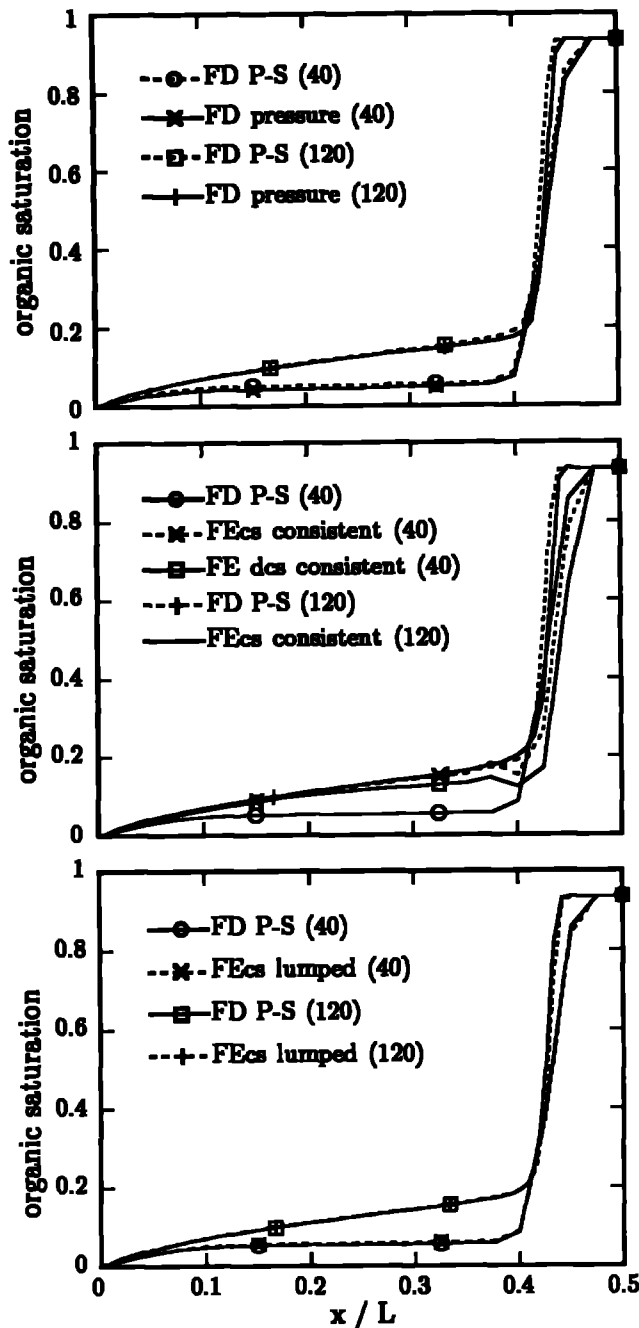 1
0.8
0.6
0.4
0.2
0
organic saturation
FD P-S (40)
FD pressure (40)
FD P-S (120)
FD pressure (120)
1
0.8
0.6
0.4
0.2
0
organic saturation
FD P-S (40)
FEcs consistent (40)
FE dcs consistent (40)
FD P-S (120)
FEcs consistent (120)
1
0.8
0.6
0.4
0.2
0
organic saturation
FD P-S (40)
FEcs lumped (40)
FD P-S (120)
FEcs lumped (120)
0 0.1 0.2 0.3 0.4 0.5
x / L